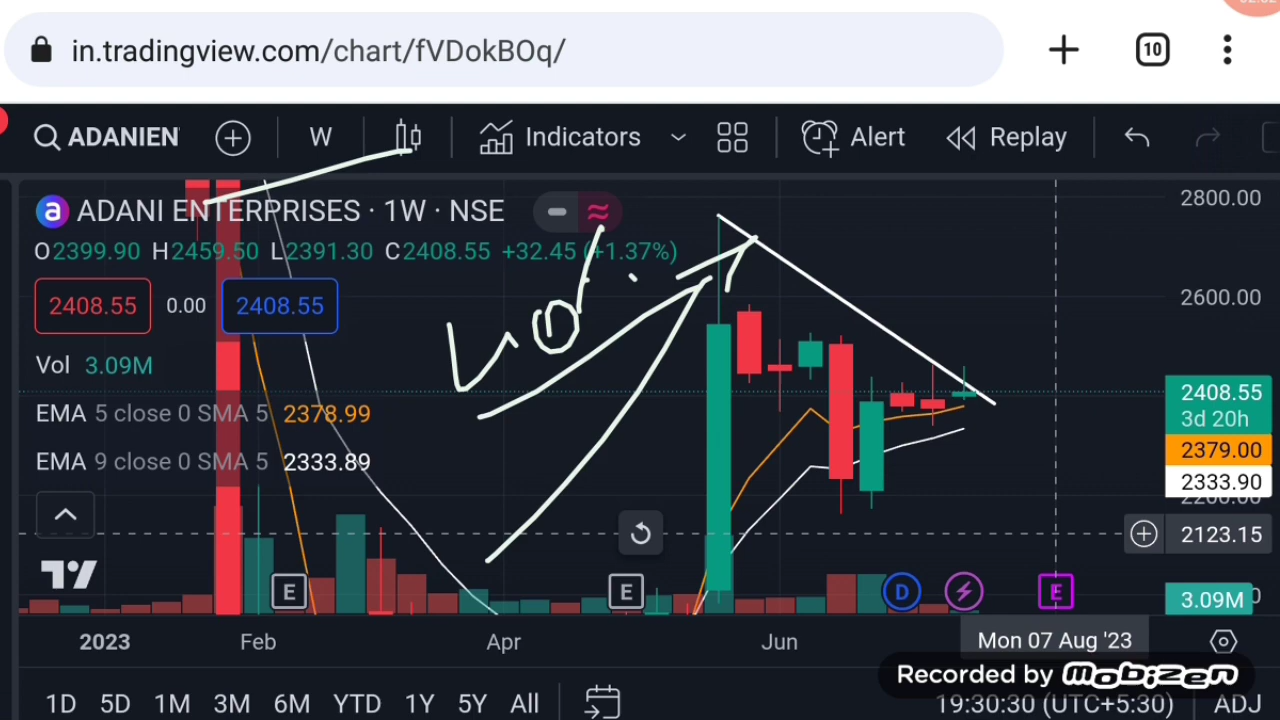 in.tradingview.com/chart/fVDokBOq/
10
ADANIEN
W
Indicators
Alert
Replay
ADANI ENTERPRISES · 1W · NSE
O2399.90 H2459.50 L2391.30 C2408.55 +32.45 (+1.37%)
2408.55 0.00 2408.55
Vol 3.09M
EMA 5 close 0 SMA 5 2378.99
EMA 9 close 0 SMA 5 2333.89
Vol.
2800.00
2600.00
2408.55
3d 20h
2379.00
2333.90
2200.00
2123.15
3.09M
E E D E
2023 Feb Apr Jun Mon 07 Aug '23
Recorded by Mobizen
1D 5D 1M 3M 6M YTD 1Y 5Y All 19:30:30 (UTC+5:30) ADJ